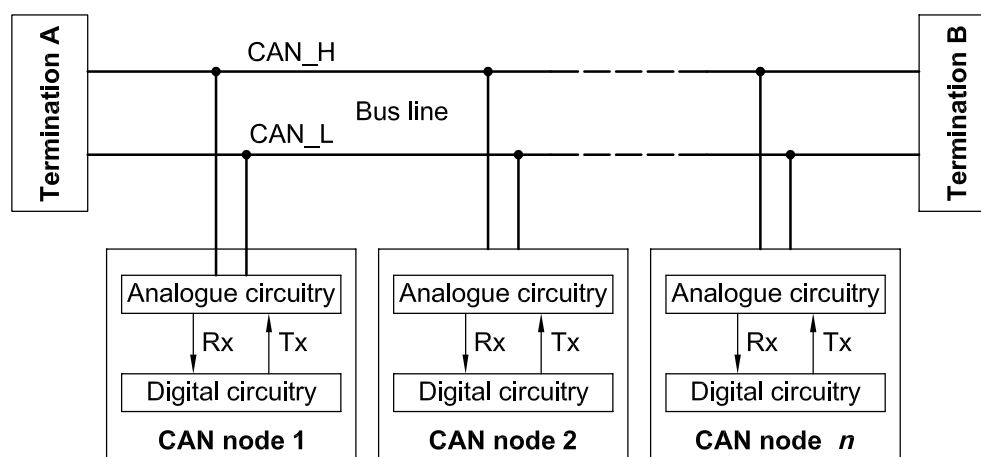 Termination A
CAN_H
Bus line
CAN_L
Termination B
Analogue circuitry
Rx
Tx
Digital circuitry
CAN node 1
Analogue circuitry
Rx
Tx
Digital circuitry
CAN node 2
Analogue circuitry
Rx
Tx
Digital circuitry
CAN node n